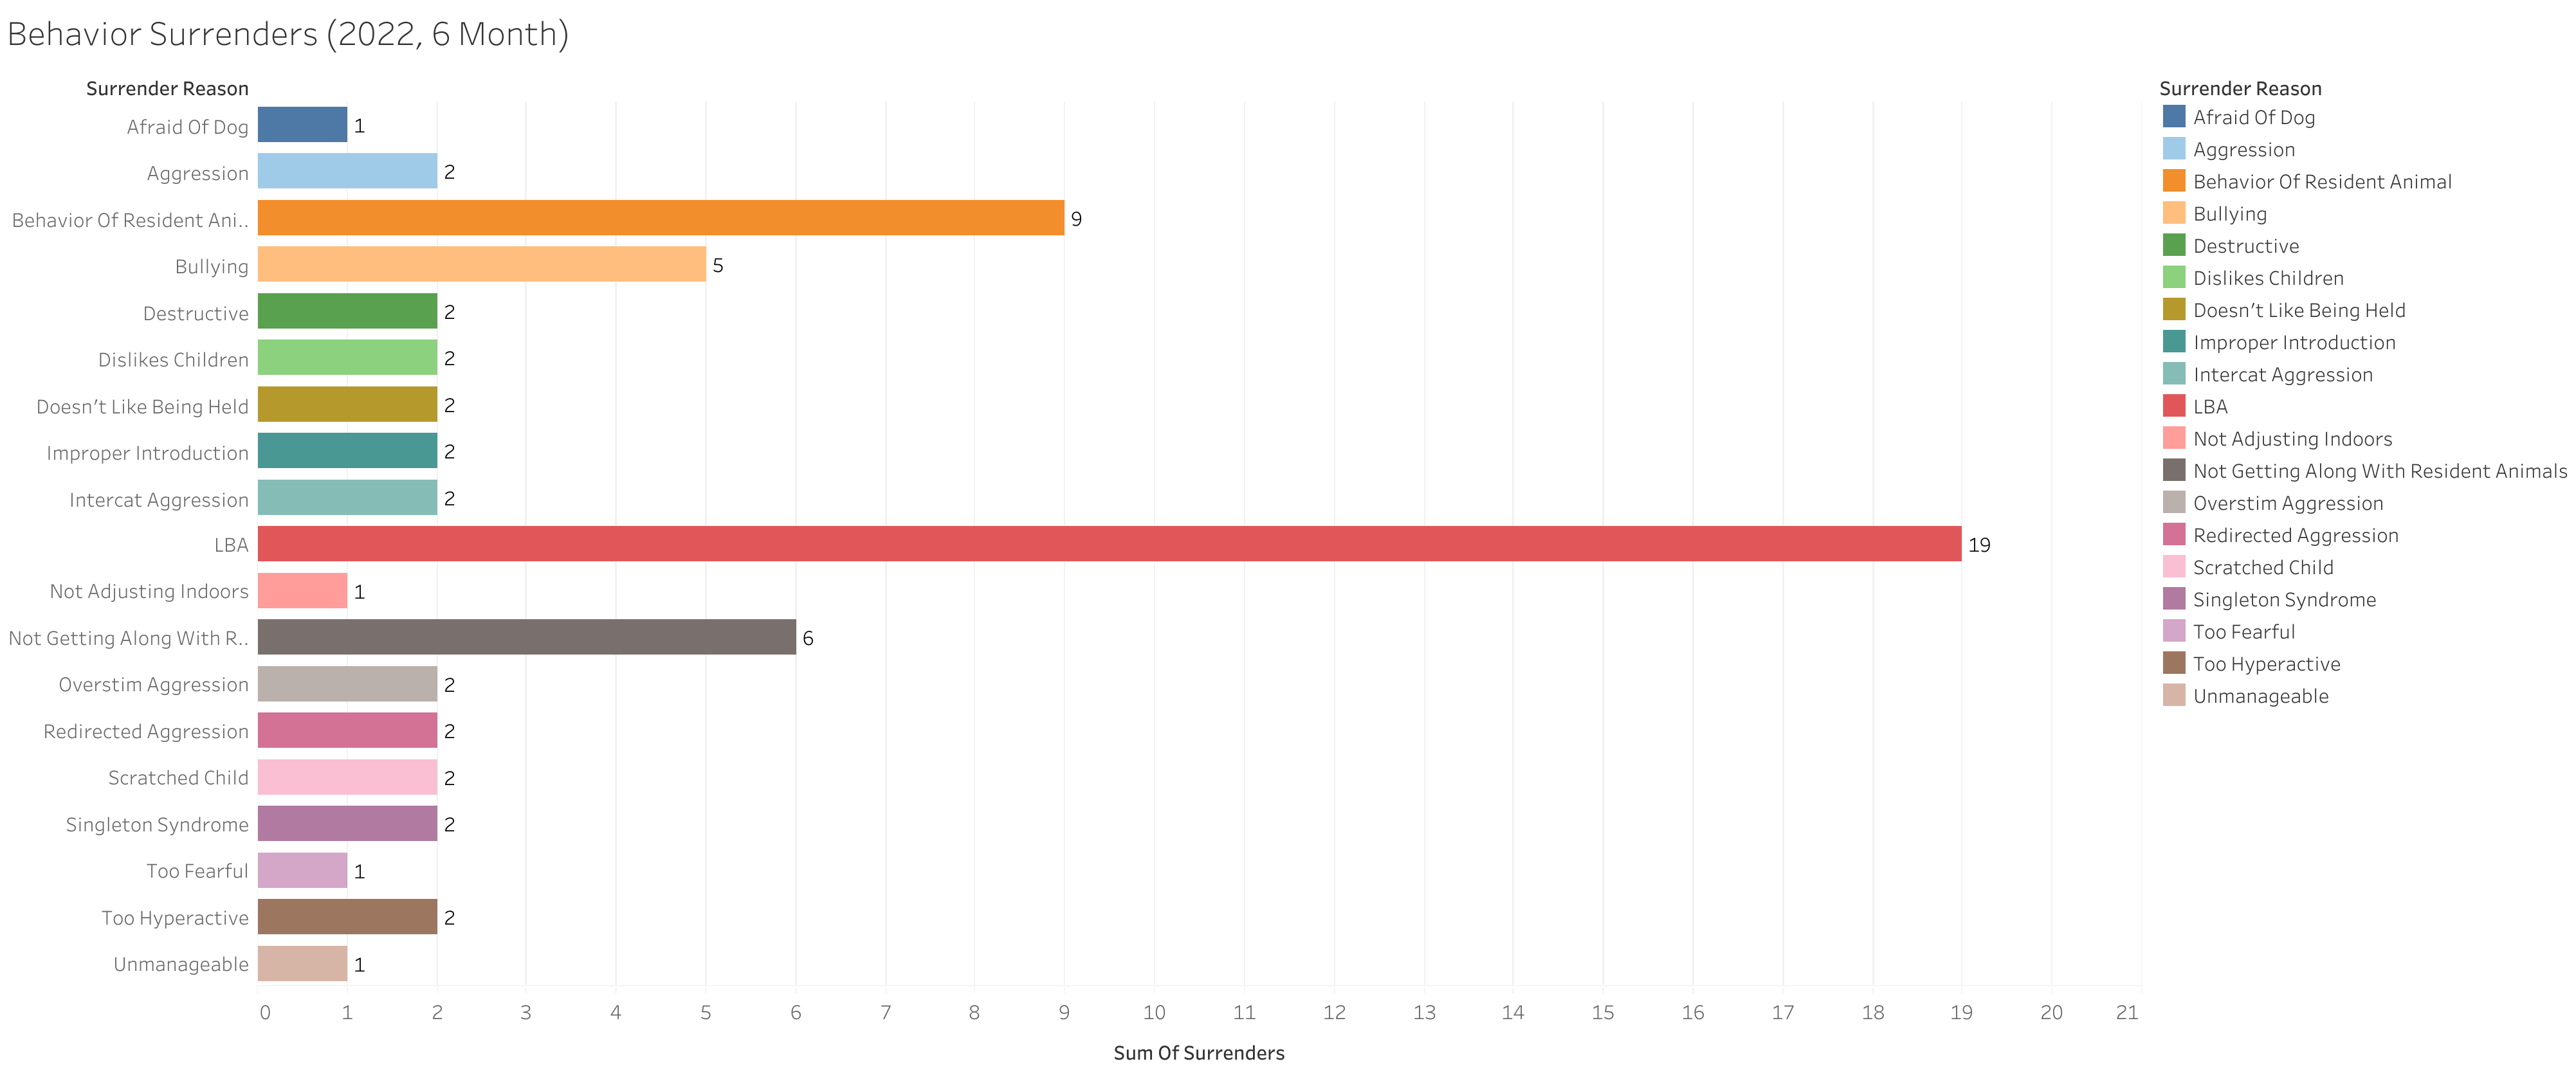 Behavior Surrenders (2022, 6 Month)
Surrender Reason
Afraid Of Dog 1
Aggression 2
Behavior Of Resident Ani.. 9
Bullying 5
Destructive 2
Dislikes Children 2
Doesn't Like Being Held 2
Improper Introduction 2
Intercat Aggression 2
LBA 19
Not Adjusting Indoors 1
Not Getting Along With R.. 6
Overstim Aggression 2
Redirected Aggression 2
Scratched Child 2
Singleton Syndrome 2
Too Fearful 1
Too Hyperactive 2
Unmanageable 1
0 1 2 3 4 5 6 7 8 9 10 11 12 13 14 15 16 17 18 19 20 21
Sum Of Surrenders
Surrender Reason
Afraid Of Dog
Aggression
Behavior Of Resident Animal
Bullying
Destructive
Dislikes Children
Doesn't Like Being Held
Improper Introduction
Intercat Aggression
LBA
Not Adjusting Indoors
Not Getting Along With Resident Animals
Overstim Aggression
Redirected Aggression
Scratched Child
Singleton Syndrome
Too Fearful
Too Hyperactive
Unmanageable